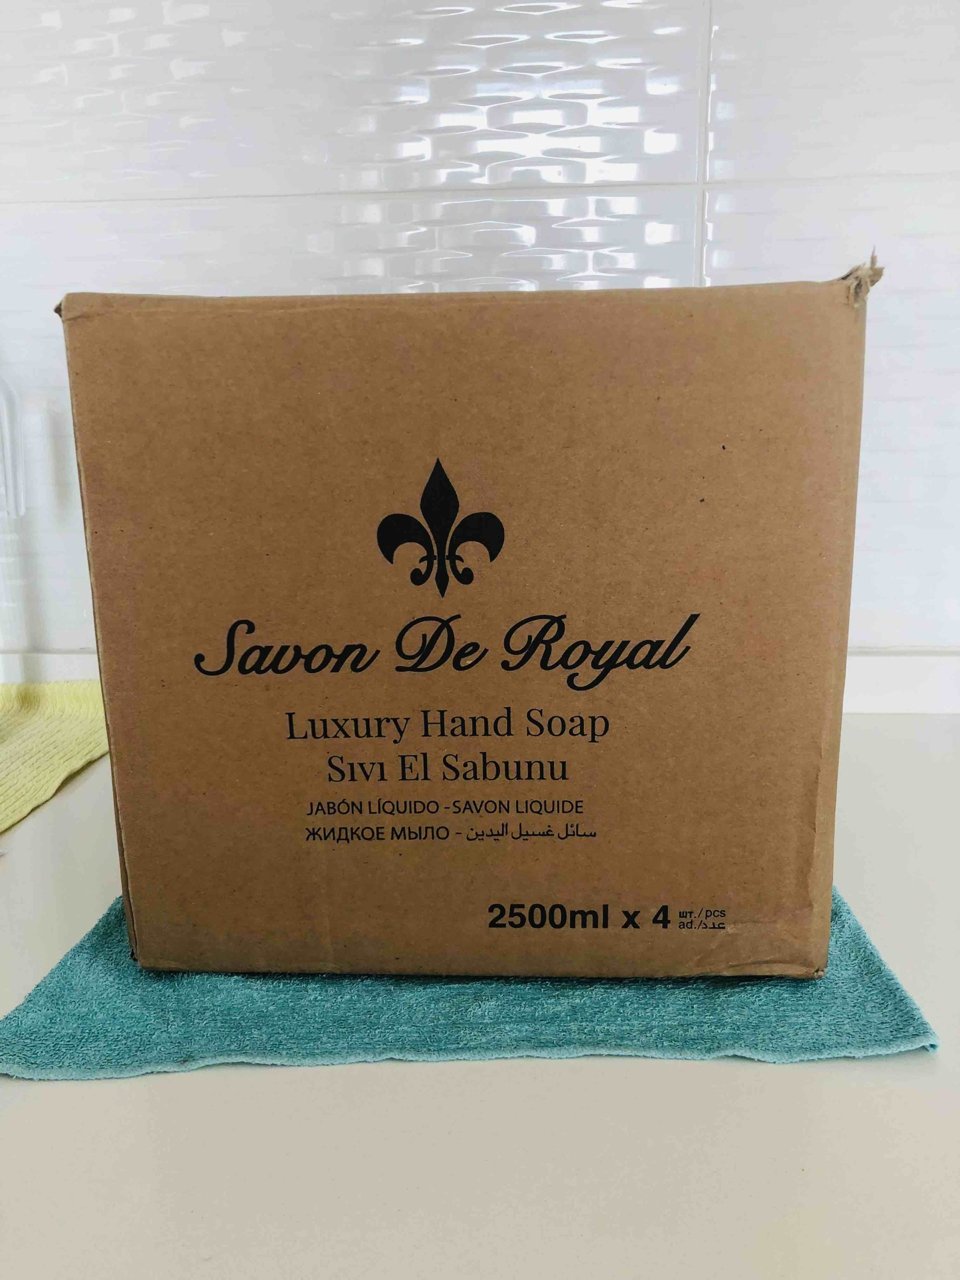 Savon De Royal
Luxury Hand Soap
Sıvı El Sabunu
JABÓN LÍQUIDO - SAVON LIQUIDE
ЖИДКОЕ МЫЛО - سائل غسيل اليدين
2500ml x 4 шт./pcs
ad./عدد